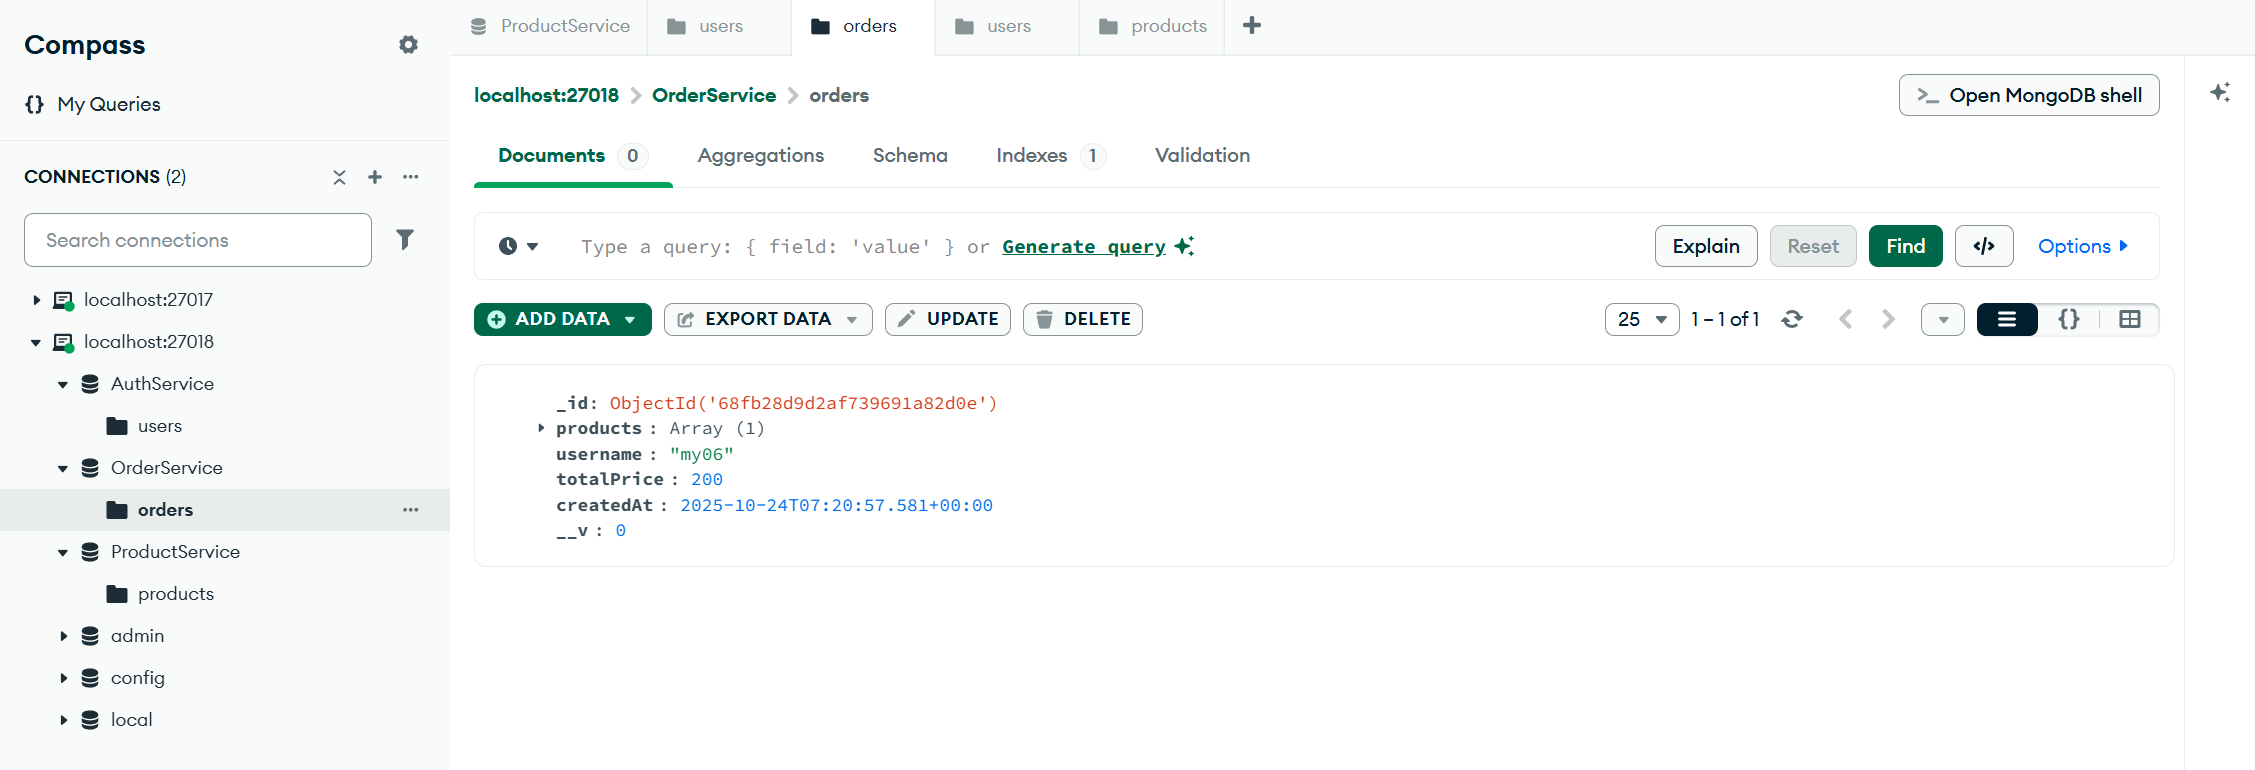 Compass
My Queries
CONNECTIONS (2)
Search connections
localhost:27017
localhost:27018
AuthService
users
OrderService
orders
ProductService
products
admin
config
local
ProductService users orders users products
localhost:27018 OrderService orders
Open MongoDB shell
Documents 0 Aggregations Schema Indexes 1 Validation
Type a query: { field: 'value' } or Generate query
Explain Reset Find </> Options
ADD DATA EXPORT DATA UPDATE DELETE
25 1 – 1 of 1
_id: ObjectId('68fb28d9d2af739691a82d0e')
products : Array (1)
username : "my06"
totalPrice : 200
createdAt : 2025-10-24T07:20:57.581+00:00
__v : 0